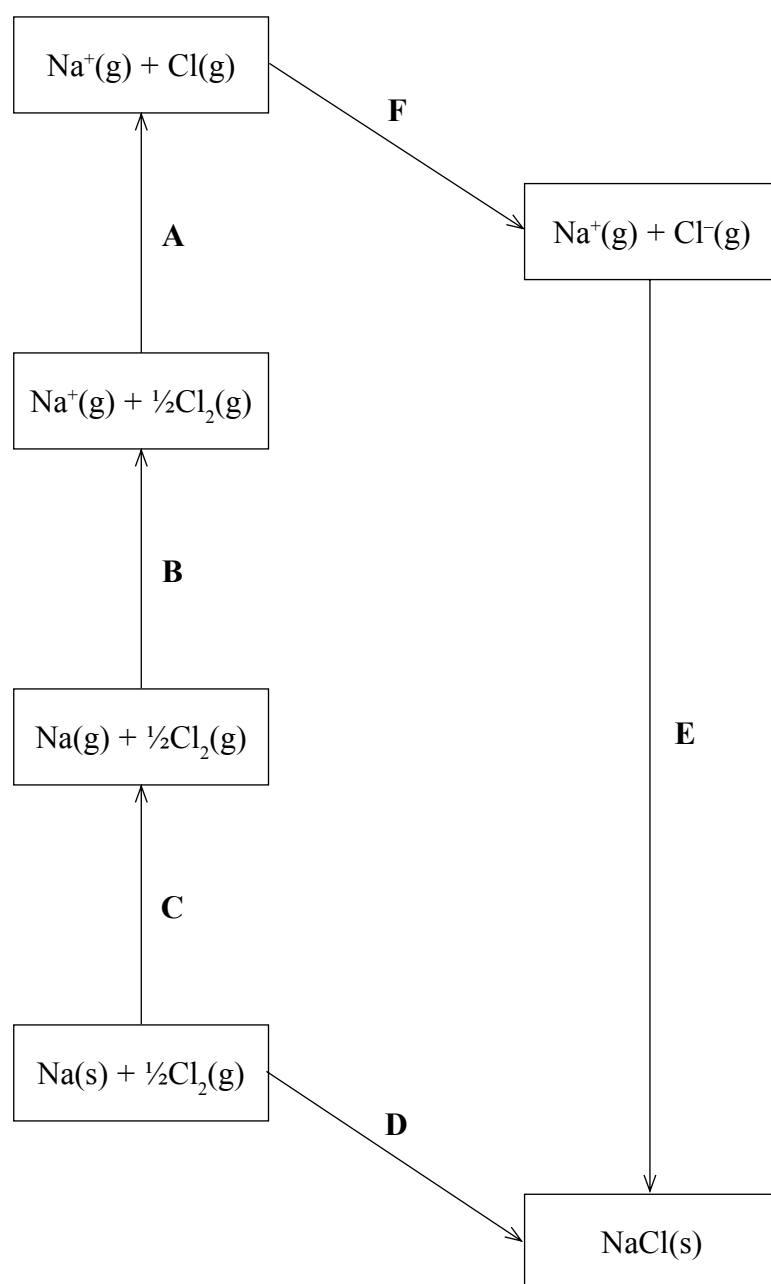 Na⁺(g) + Cl(g)
F
Na⁺(g) + Cl⁻(g)
A
Na⁺(g) + ½Cl₂(g)
B
Na(g) + ½Cl₂(g)
E
C
Na(s) + ½Cl₂(g)
D
NaCl(s)